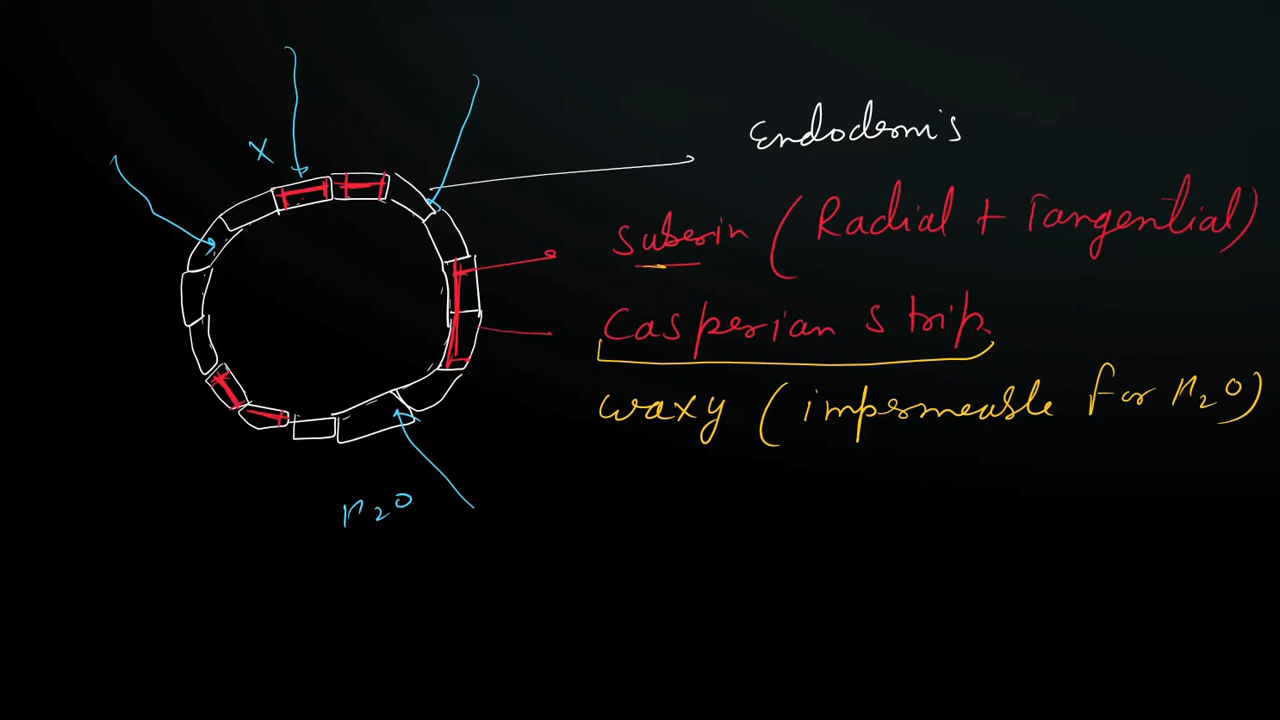 Endodermis
X
Suberin (Radial + Tangential)
Casperian strip
waxy (impermeable for H₂O)
H₂O